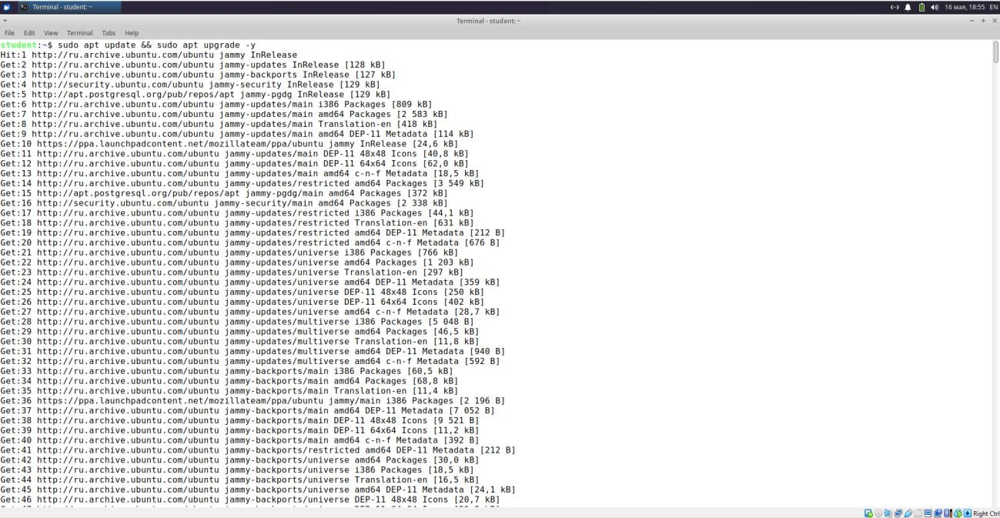 Terminal - student: ~
16 мая, 18:55 EN
Terminal - student: ~
File Edit View Terminal Tabs Help
student:~$ sudo apt update && sudo apt upgrade -y
Hit:1 http://ru.archive.ubuntu.com/ubuntu jammy InRelease
Get:2 http://ru.archive.ubuntu.com/ubuntu jammy-updates InRelease [128 kB]
Get:3 http://ru.archive.ubuntu.com/ubuntu jammy-backports InRelease [127 kB]
Get:4 http://security.ubuntu.com/ubuntu jammy-security InRelease [129 kB]
Get:5 http://apt.postgresql.org/pub/repos/apt jammy-pgdg InRelease [129 kB]
Get:6 http://ru.archive.ubuntu.com/ubuntu jammy-updates/main i386 Packages [809 kB]
Get:7 http://ru.archive.ubuntu.com/ubuntu jammy-updates/main amd64 Packages [2 583 kB]
Get:8 http://ru.archive.ubuntu.com/ubuntu jammy-updates/main Translation-en [418 kB]
Get:9 http://ru.archive.ubuntu.com/ubuntu jammy-updates/main amd64 DEP-11 Metadata [114 kB]
Get:10 https://ppa.launchpadcontent.net/mozillateam/ppa/ubuntu jammy InRelease [24,6 kB]
Get:11 http://ru.archive.ubuntu.com/ubuntu jammy-updates/main DEP-11 48x48 Icons [40,8 kB]
Get:12 http://ru.archive.ubuntu.com/ubuntu jammy-updates/main DEP-11 64x64 Icons [62,0 kB]
Get:13 http://ru.archive.ubuntu.com/ubuntu jammy-updates/main amd64 c-n-f Metadata [18,5 kB]
Get:14 http://ru.archive.ubuntu.com/ubuntu jammy-updates/restricted amd64 Packages [3 549 kB]
Get:15 http://apt.postgresql.org/pub/repos/apt jammy-pgdg/main amd64 Packages [372 kB]
Get:16 http://security.ubuntu.com/ubuntu jammy-security/main amd64 Packages [2 338 kB]
Get:17 http://ru.archive.ubuntu.com/ubuntu jammy-updates/restricted i386 Packages [44,1 kB]
Get:18 http://ru.archive.ubuntu.com/ubuntu jammy-updates/restricted Translation-en [631 kB]
Get:19 http://ru.archive.ubuntu.com/ubuntu jammy-updates/restricted amd64 DEP-11 Metadata [212 B]
Get:20 http://ru.archive.ubuntu.com/ubuntu jammy-updates/restricted amd64 c-n-f Metadata [676 B]
Get:21 http://ru.archive.ubuntu.com/ubuntu jammy-updates/universe i386 Packages [766 kB]
Get:22 http://ru.archive.ubuntu.com/ubuntu jammy-updates/universe amd64 Packages [1 203 kB]
Get:23 http://ru.archive.ubuntu.com/ubuntu jammy-updates/universe Translation-en [297 kB]
Get:24 http://ru.archive.ubuntu.com/ubuntu jammy-updates/universe amd64 DEP-11 Metadata [359 kB]
Get:25 http://ru.archive.ubuntu.com/ubuntu jammy-updates/universe DEP-11 48x48 Icons [250 kB]
Get:26 http://ru.archive.ubuntu.com/ubuntu jammy-updates/universe DEP-11 64x64 Icons [402 kB]
Get:27 http://ru.archive.ubuntu.com/ubuntu jammy-updates/universe amd64 c-n-f Metadata [28,7 kB]
Get:28 http://ru.archive.ubuntu.com/ubuntu jammy-updates/multiverse i386 Packages [5 048 B]
Get:29 http://ru.archive.ubuntu.com/ubuntu jammy-updates/multiverse amd64 Packages [46,5 kB]
Get:30 http://ru.archive.ubuntu.com/ubuntu jammy-updates/multiverse Translation-en [11,8 kB]
Get:31 http://ru.archive.ubuntu.com/ubuntu jammy-updates/multiverse amd64 DEP-11 Metadata [940 B]
Get:32 http://ru.archive.ubuntu.com/ubuntu jammy-updates/multiverse amd64 c-n-f Metadata [592 B]
Get:33 http://ru.archive.ubuntu.com/ubuntu jammy-backports/main i386 Packages [60,5 kB]
Get:34 http://ru.archive.ubuntu.com/ubuntu jammy-backports/main amd64 Packages [68,8 kB]
Get:35 http://ru.archive.ubuntu.com/ubuntu jammy-backports/main Translation-en [11,4 kB]
Get:36 https://ppa.launchpadcontent.net/mozillateam/ppa/ubuntu jammy/main i386 Packages [2 196 B]
Get:37 http://ru.archive.ubuntu.com/ubuntu jammy-backports/main amd64 DEP-11 Metadata [7 052 B]
Get:38 http://ru.archive.ubuntu.com/ubuntu jammy-backports/main DEP-11 48x48 Icons [9 521 B]
Get:39 http://ru.archive.ubuntu.com/ubuntu jammy-backports/main DEP-11 64x64 Icons [11,2 kB]
Get:40 http://ru.archive.ubuntu.com/ubuntu jammy-backports/main amd64 c-n-f Metadata [392 B]
Get:41 http://ru.archive.ubuntu.com/ubuntu jammy-backports/restricted amd64 DEP-11 Metadata [212 B]
Get:42 http://ru.archive.ubuntu.com/ubuntu jammy-backports/universe amd64 Packages [30,0 kB]
Get:43 http://ru.archive.ubuntu.com/ubuntu jammy-backports/universe i386 Packages [18,5 kB]
Get:44 http://ru.archive.ubuntu.com/ubuntu jammy-backports/universe Translation-en [16,5 kB]
Get:45 http://ru.archive.ubuntu.com/ubuntu jammy-backports/universe amd64 DEP-11 Metadata [24,1 kB]
Get:46 http://ru.archive.ubuntu.com/ubuntu jammy-backports/universe DEP-11 48x48 Icons [20,7 kB]
Right Ctrl